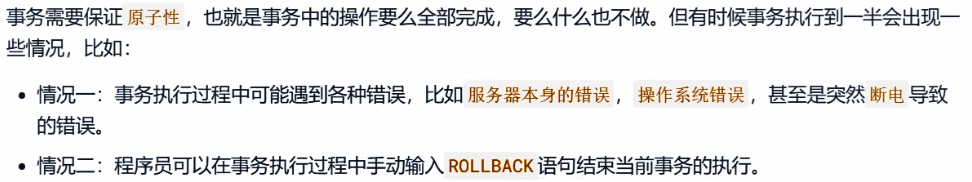 事务需要保证 原子性 ，也就是事务中的操作要么全部完成，要么什么也不做。但有时候事务执行到一半会出现一
些情况，比如：
• 情况一：事务执行过程中可能遇到各种错误，比如 服务器本身的错误 ， 操作系统错误 ，甚至是突然 断电 导致
的错误。
• 情况二：程序员可以在事务执行过程中手动输入 ROLLBACK 语句结束当前事务的执行。